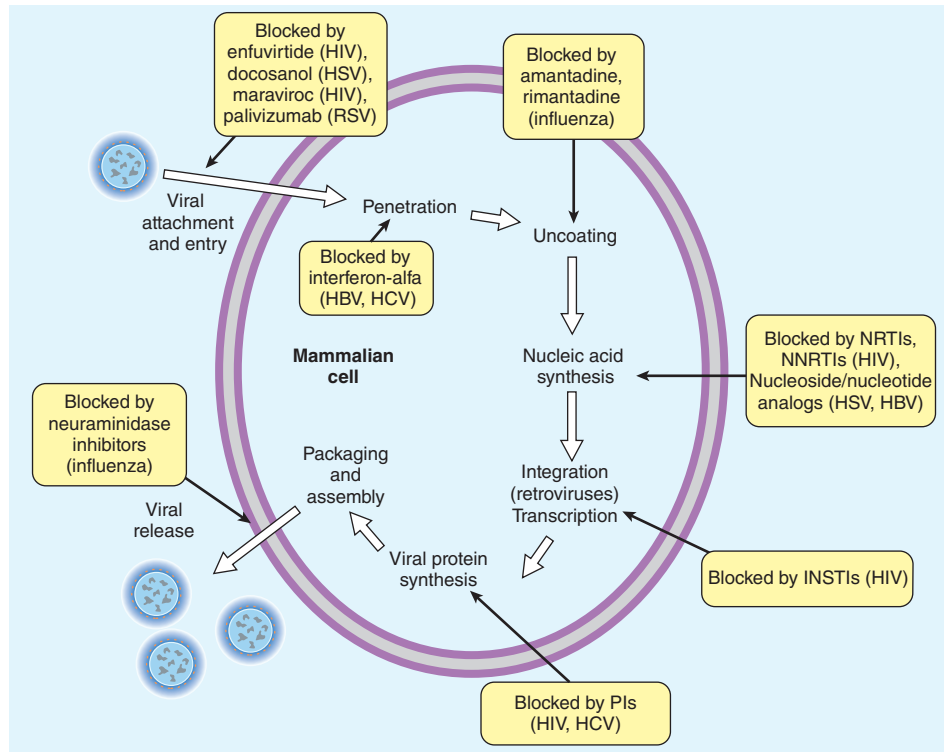 Blocked by
enfuvirtide (HIV),
docosanol (HSV),
maraviroc (HIV),
palivizumab (RSV)
Blocked by
amantadine,
rimantadine
(influenza)
Viral
attachment
and entry
Penetration
Uncoating
Blocked by
interferon-alfa
(HBV, HCV)
Mammalian
cell
Nucleic acid
synthesis
Blocked by NRTIs,
NNRTIs (HIV),
Nucleoside/nucleotide
analogs (HSV, HBV)
Blocked by
neuraminidase
inhibitors
(influenza)
Packaging
and
assembly
Integration
(retroviruses)
Transcription
Viral
release
Viral protein
synthesis
Blocked by INSTIs (HIV)
Blocked by PIs
(HIV, HCV)